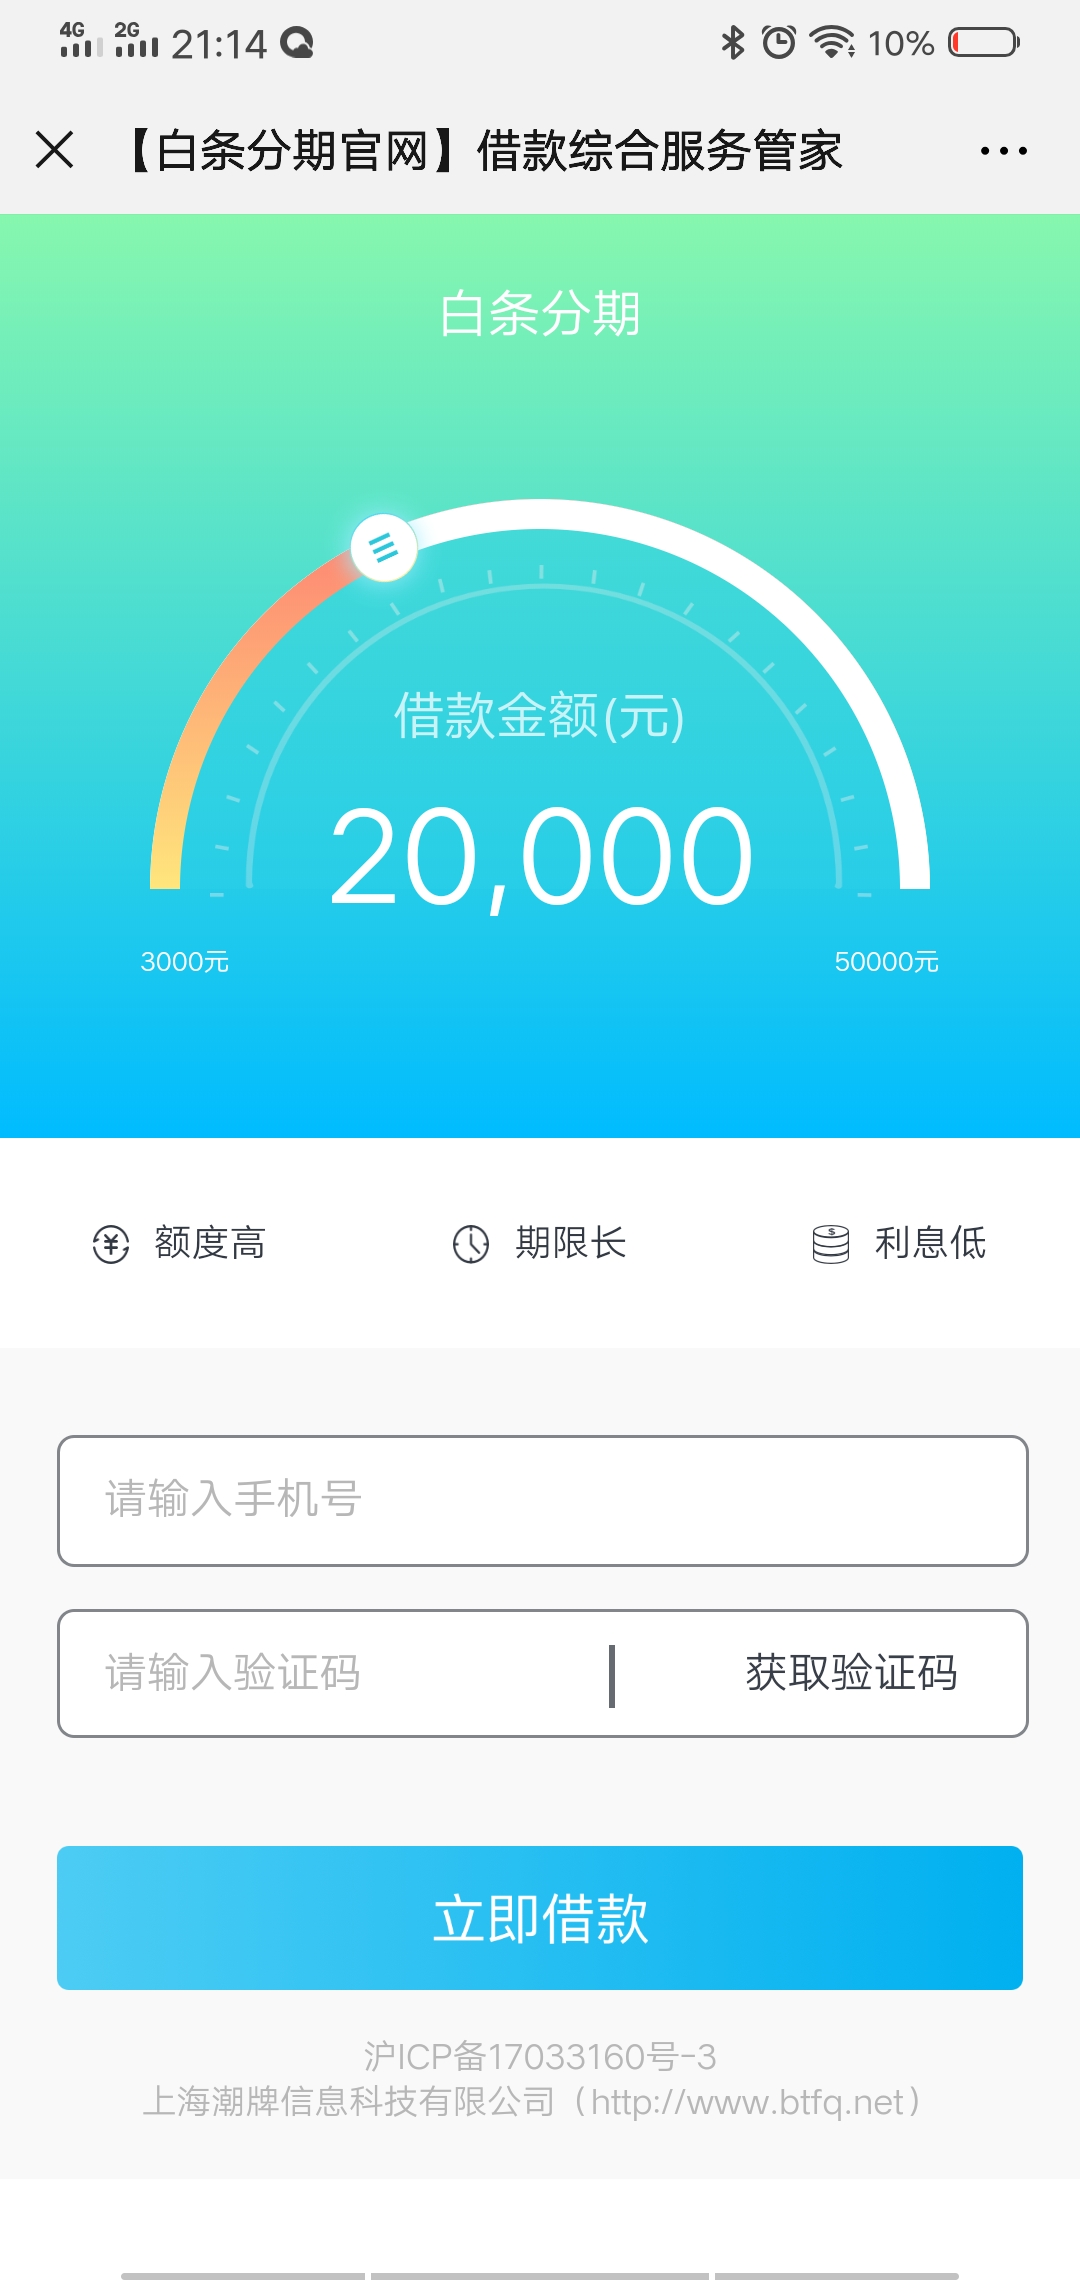 4G 2G 21:14 10%
【白条分期官网】借款综合服务管家
白条分期
借款金额(元)
20,000
3000元 50000元
额度高 期限长 利息低
请输入手机号
请输入验证码 获取验证码
立即借款
沪ICP备17033160号-3
上海潮牌信息科技有限公司（http://www.btfq.net）